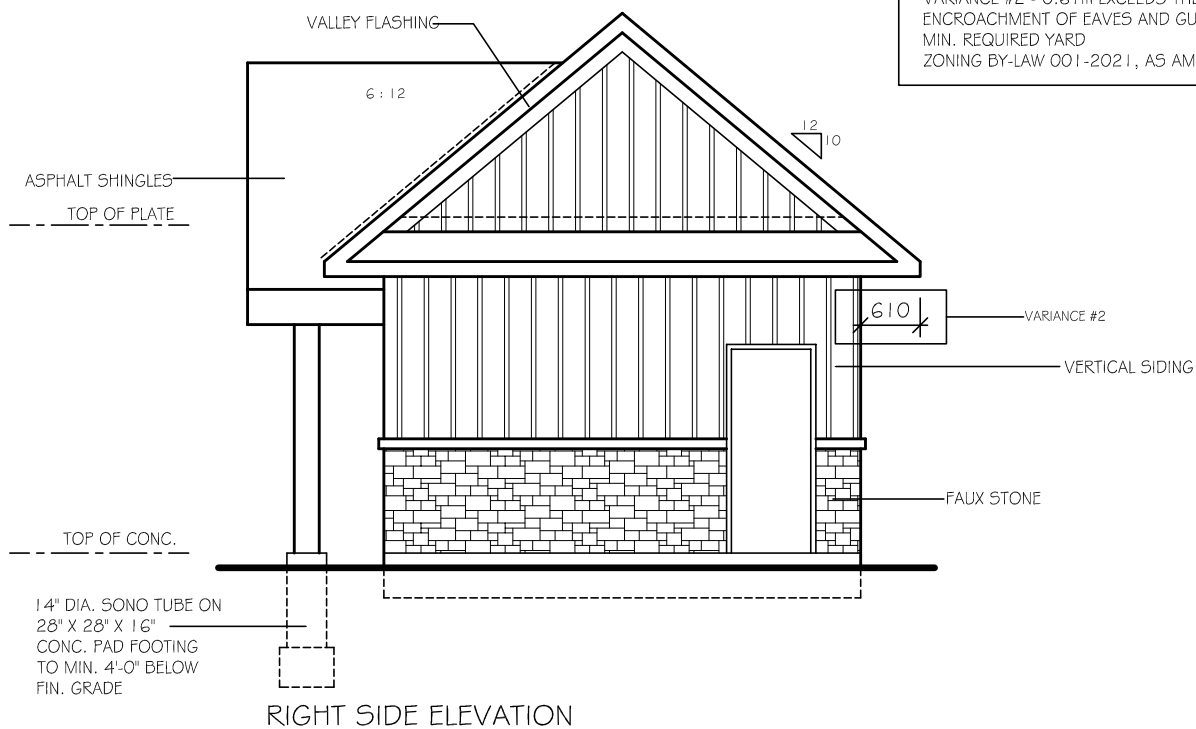 VALLEY FLASHING
ENCROACHMENT OF EAVES AND GU
MIN. REQUIRED YARD
ZONING BY-LAW 001-2021, AS AM
6 : 12
12
10
ASPHALT SHINGLES
TOP OF PLATE
610
VARIANCE #2
VERTICAL SIDING
FAUX STONE
TOP OF CONC.
14" DIA. SONO TUBE ON
28" X 28" X 16"
CONC. PAD FOOTING
TO MIN. 4'-0" BELOW
FIN. GRADE
RIGHT SIDE ELEVATION